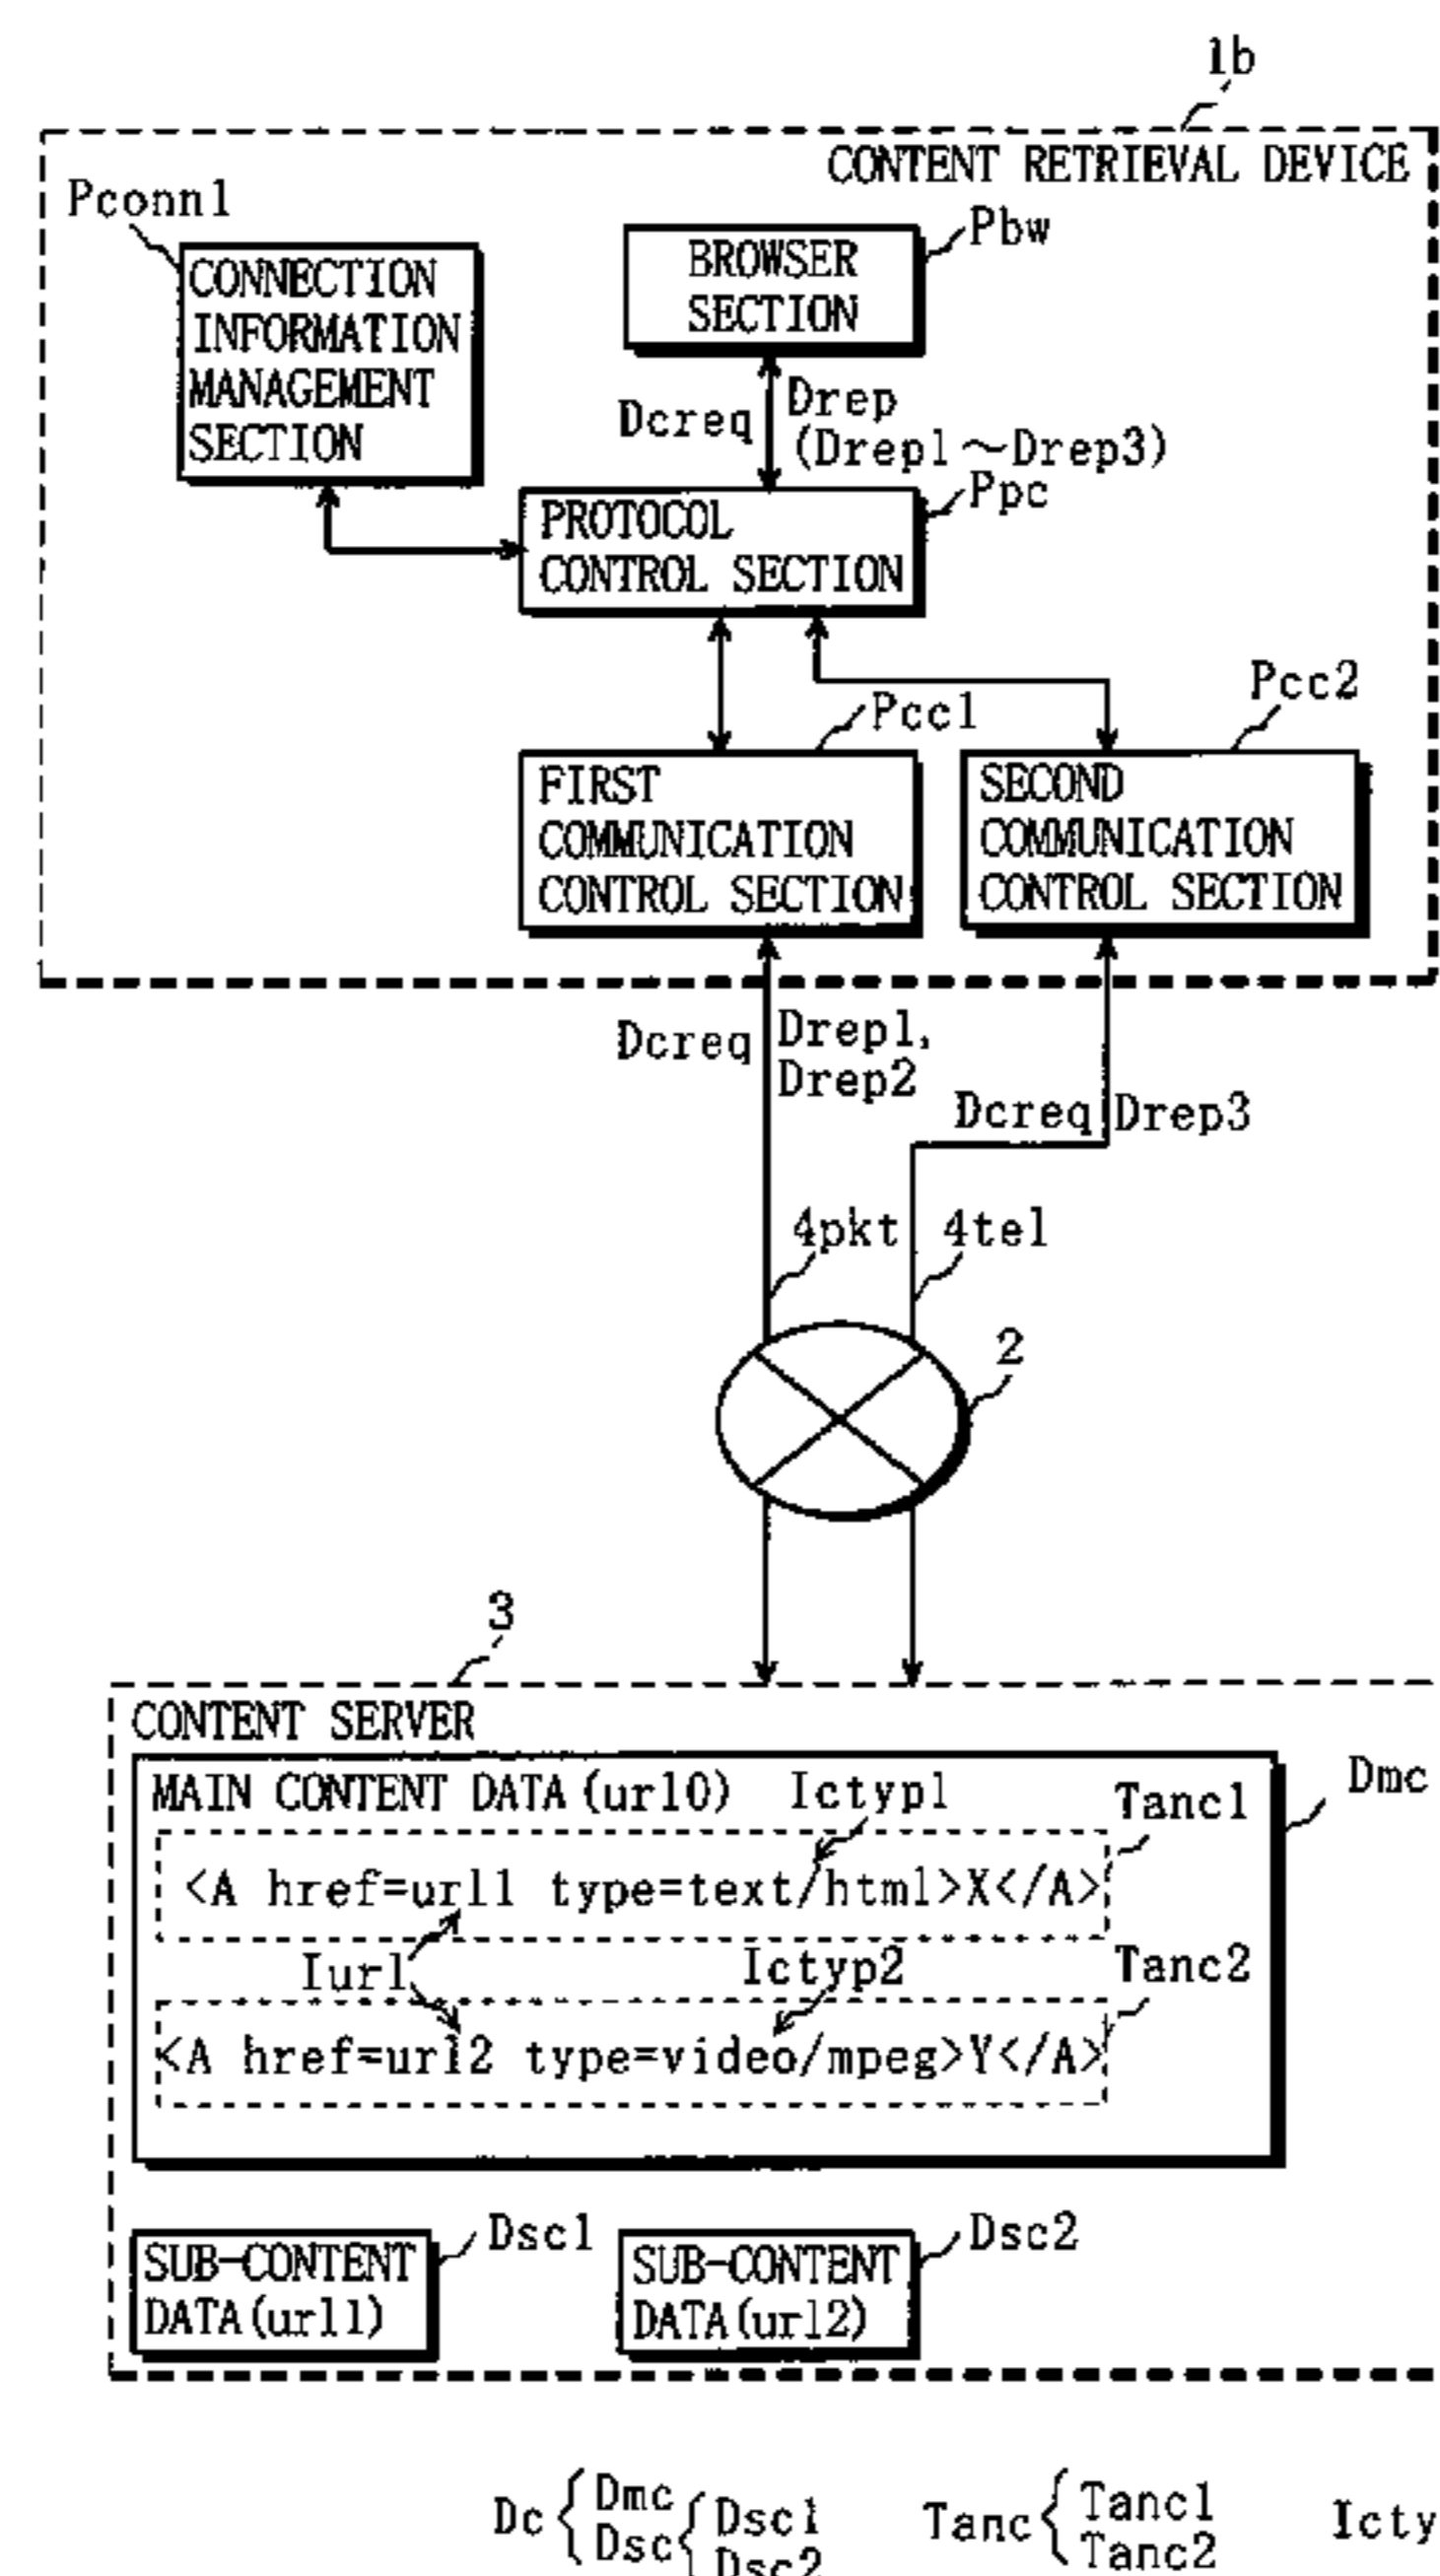 1b
CONTENT RETRIEVAL DEVICE
Pconn1
CONNECTION
INFORMATION
MANAGEMENT
SECTION
Pbw
BROWSER
SECTION
Dcreq
Drep
(Drep1～Drep3)
Ppc
PROTOCOL
CONTROL SECTION
Pcc1
Pcc2
FIRST
COMMUNICATION
CONTROL SECTION
SECOND
COMMUNICATION
CONTROL SECTION
Dcreq
Drep1,
Drep2
Dcreq
Drep3
4pkt
4tel
2
3
CONTENT SERVER
MAIN CONTENT DATA(url0)
Ictyp1
Tanc1
Dmc
<A href=url1 type=text/html>X</A>
Iurl
Ictyp2
Tanc2
<A href=url2 type=video/mpeg>Y</A>
Dsc1
SUB-CONTENT
DATA(url1)
Dsc2
SUB-CONTENT
DATA(url2)
Dc { Dmc
Dsc { Dsc1
Dsc2
Tanc { Tanc1
Tanc2
Icty